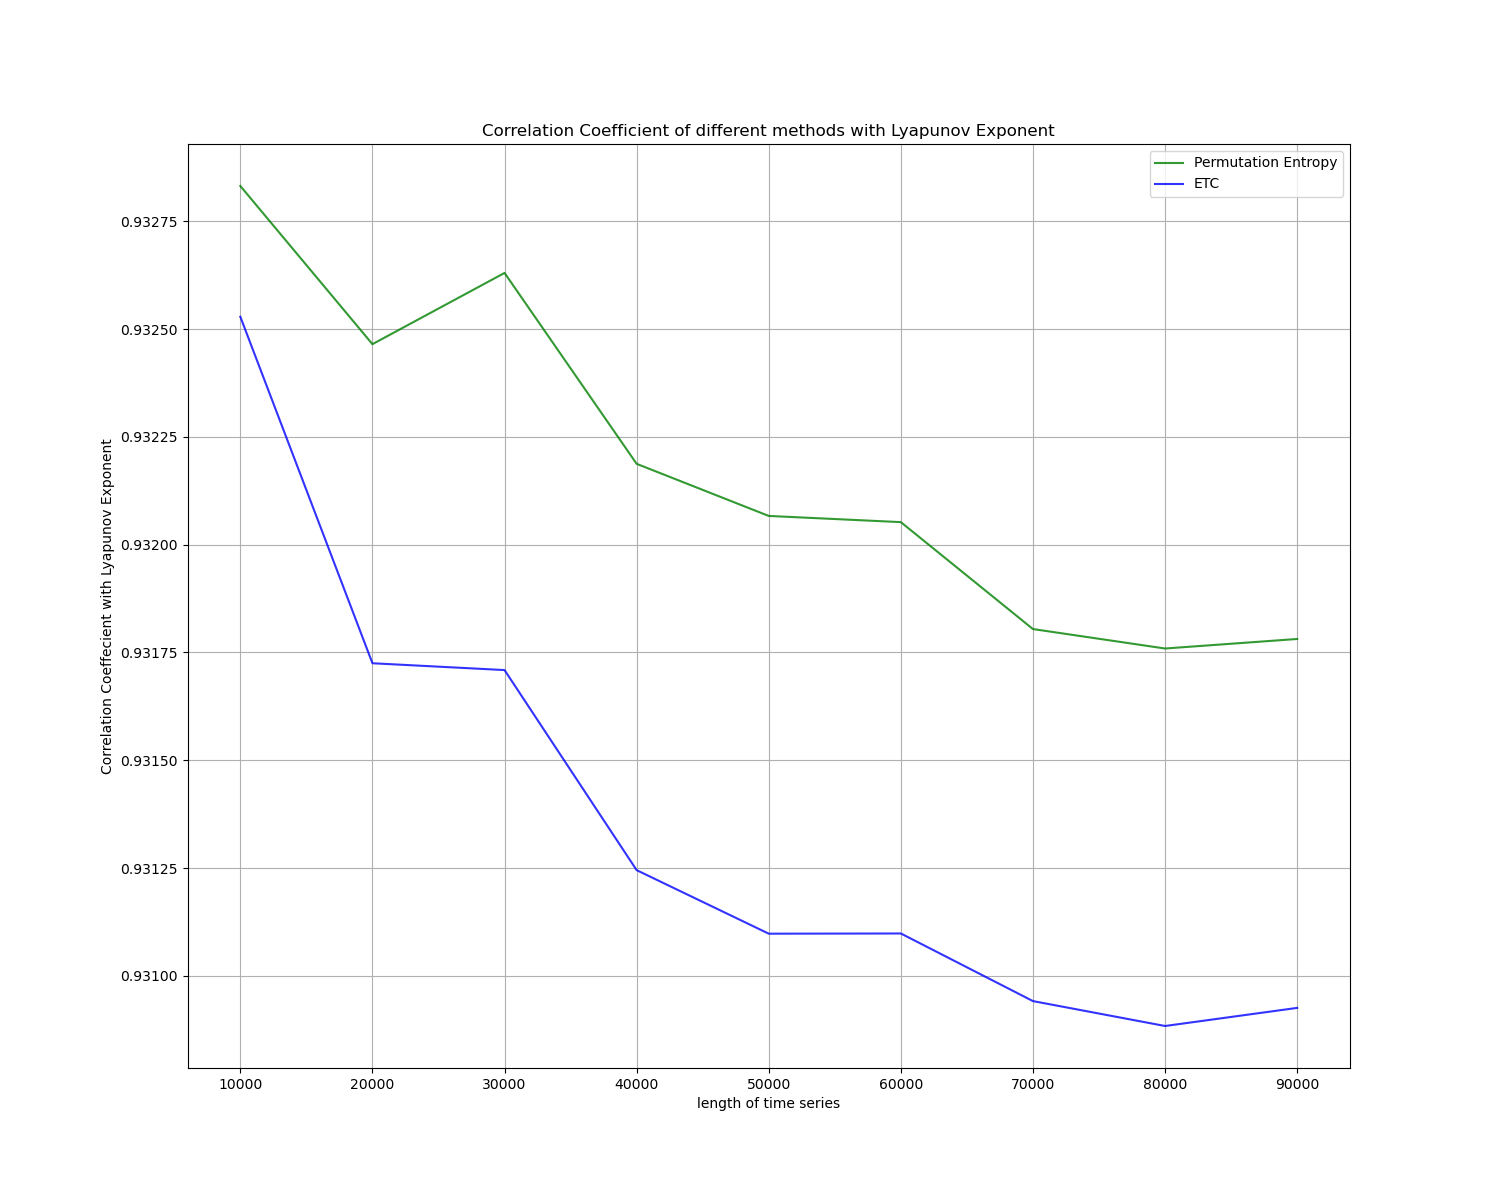 Correlation Coefficient of different methods with Lyapunov Exponent
Permutation Entropy
ETC
0.93275
0.93250
0.93225
0.93200
0.93175
0.93150
0.93125
0.93100
Correlation Coeffecient with Lyapunov Exponent
10000 20000 30000 40000 50000 60000 70000 80000 90000
length of time series